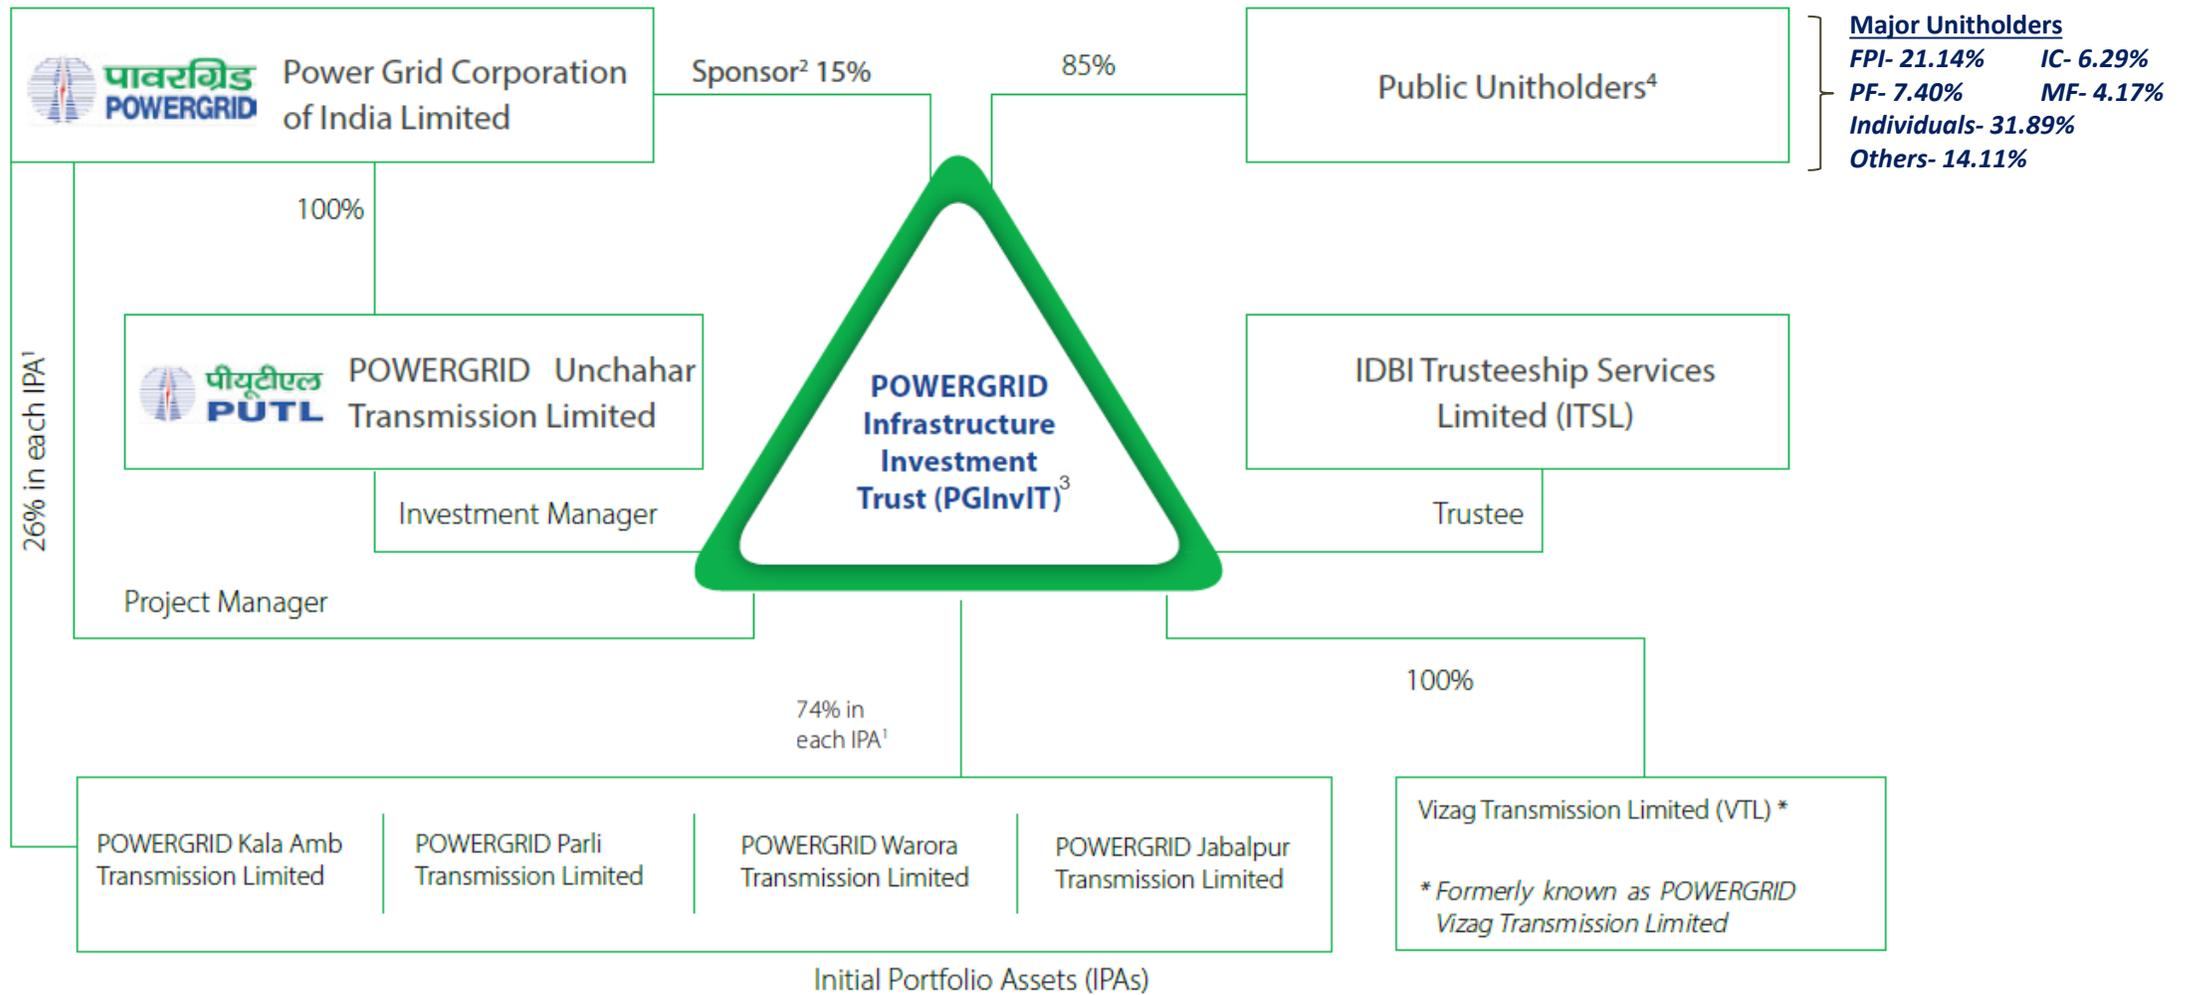 पावरग्रिड
POWERGRID
Power Grid Corporation
of India Limited
Sponsor² 15%
85%
Public Unitholders⁴
Major Unitholders
FPI- 21.14% IC- 6.29%
PF- 7.40% MF- 4.17%
Individuals- 31.89%
Others- 14.11%
100%
26% in each IPA¹
पीयूटीएल
PUTL
POWERGRID Unchahar
Transmission Limited
POWERGRID
Infrastructure
Investment
Trust (PGInvIT)³
IDBI Trusteeship Services
Limited (ITSL)
Investment Manager
Trustee
Project Manager
74% in
each IPA¹
100%
POWERGRID Kala Amb
Transmission Limited
POWERGRID Parli
Transmission Limited
POWERGRID Warora
Transmission Limited
POWERGRID Jabalpur
Transmission Limited
Vizag Transmission Limited (VTL) *
* Formerly known as POWERGRID
Vizag Transmission Limited
Initial Portfolio Assets (IPAs)